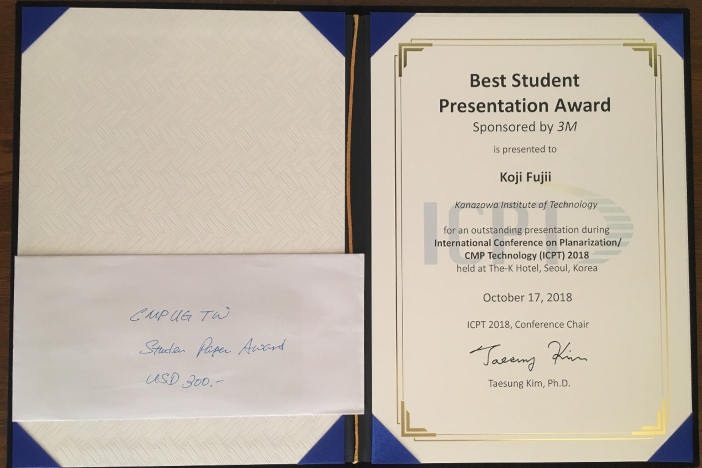 CMPUG TW
Studen Paper Award
USD 300.-
Best Student
Presentation Award
Sponsored by 3M
is presented to
Koji Fujii
Kanazawa Institute of Technology
ICPT
for an outstanding presentation during
International Conference on Planarization/
CMP Technology (ICPT) 2018
held at The-K Hotel, Seoul, Korea
October 17, 2018
ICPT 2018, Conference Chair
Taesung Kim
Taesung Kim, Ph.D.